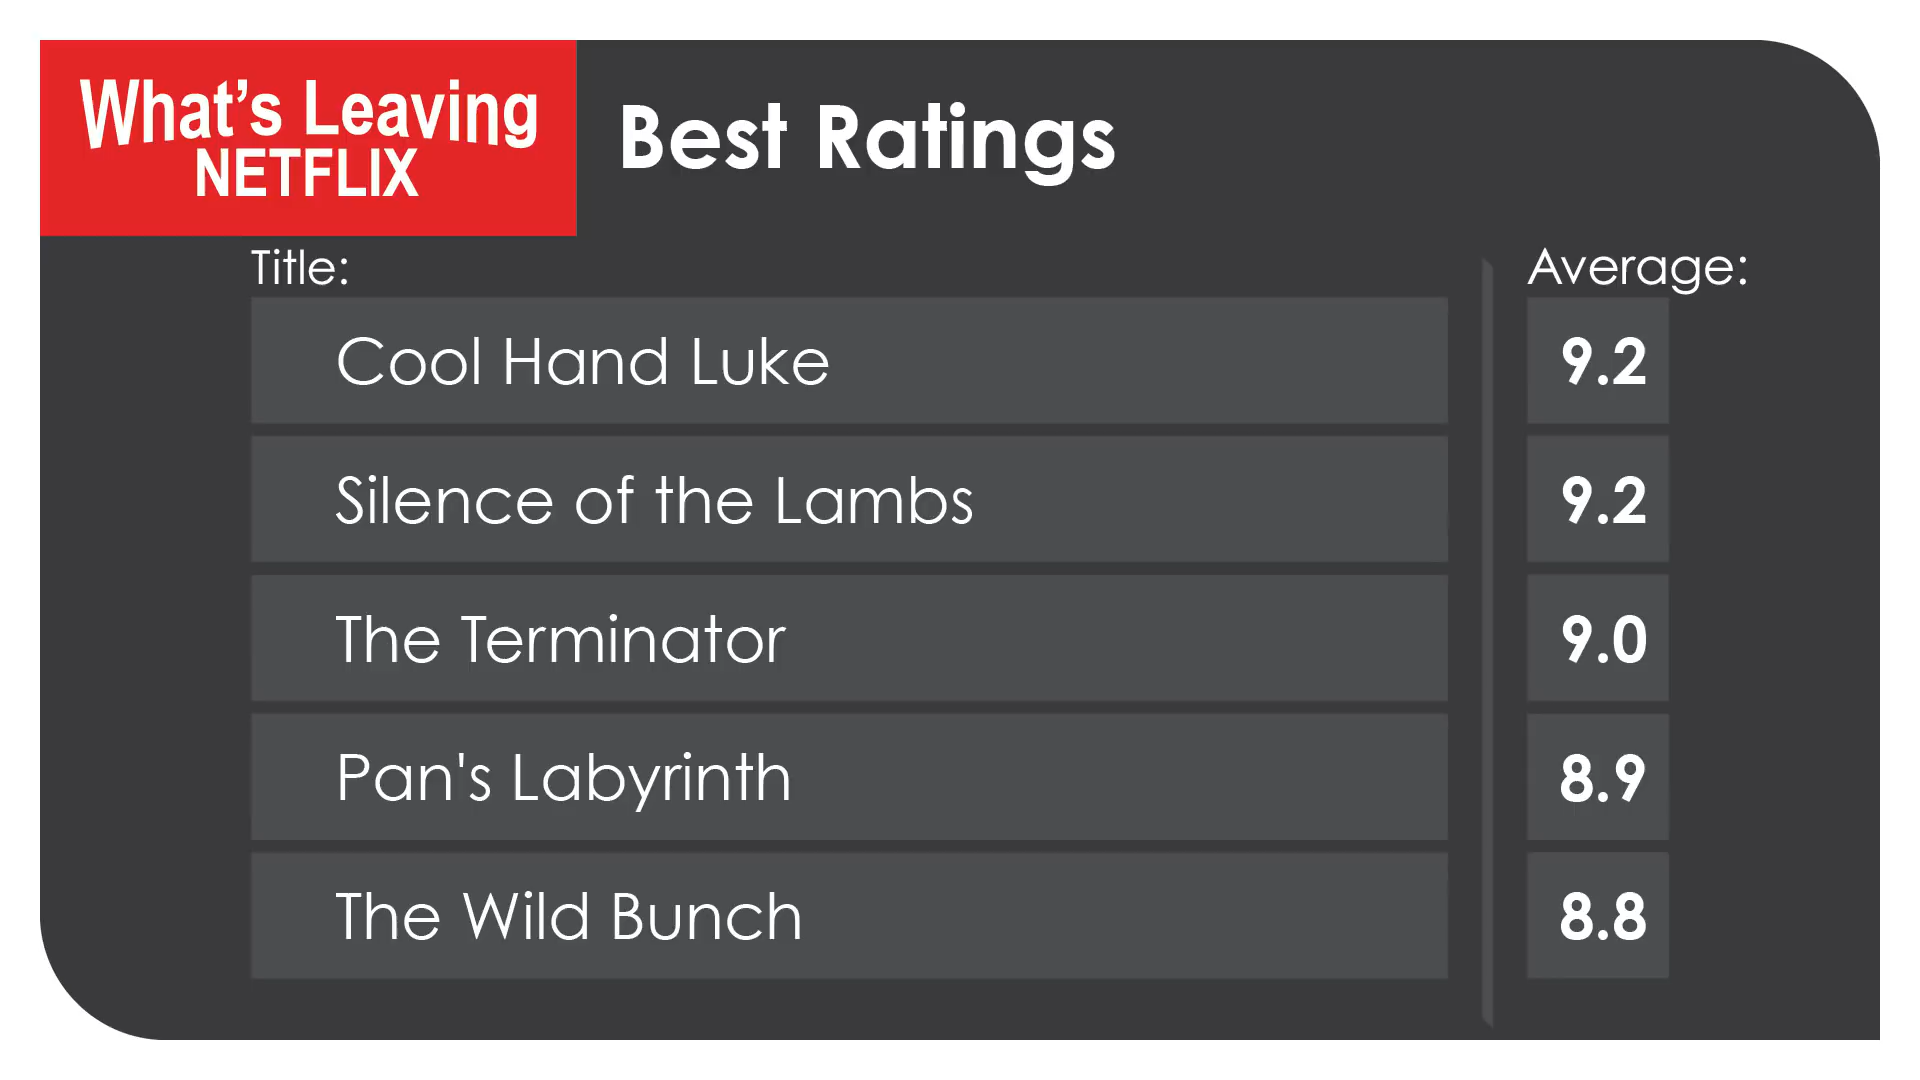 What's Leaving
NETFLIX
Best Ratings
Title:
Average:
Cool Hand Luke
9.2
Silence of the Lambs
9.2
The Terminator
9.0
Pan's Labyrinth
8.9
The Wild Bunch
8.8